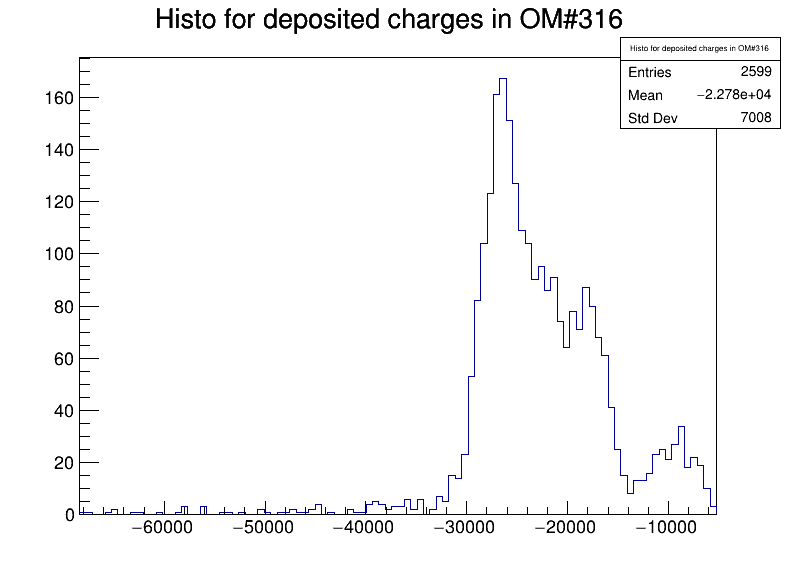 Histo for deposited charges in OM#316
Histo for deposited charges in OM#316
Entries 2599
Mean −2.278e+04
Std Dev 7008
160
140
120
100
80
60
40
20
0
−60000 −50000 −40000 −30000 −20000 −10000